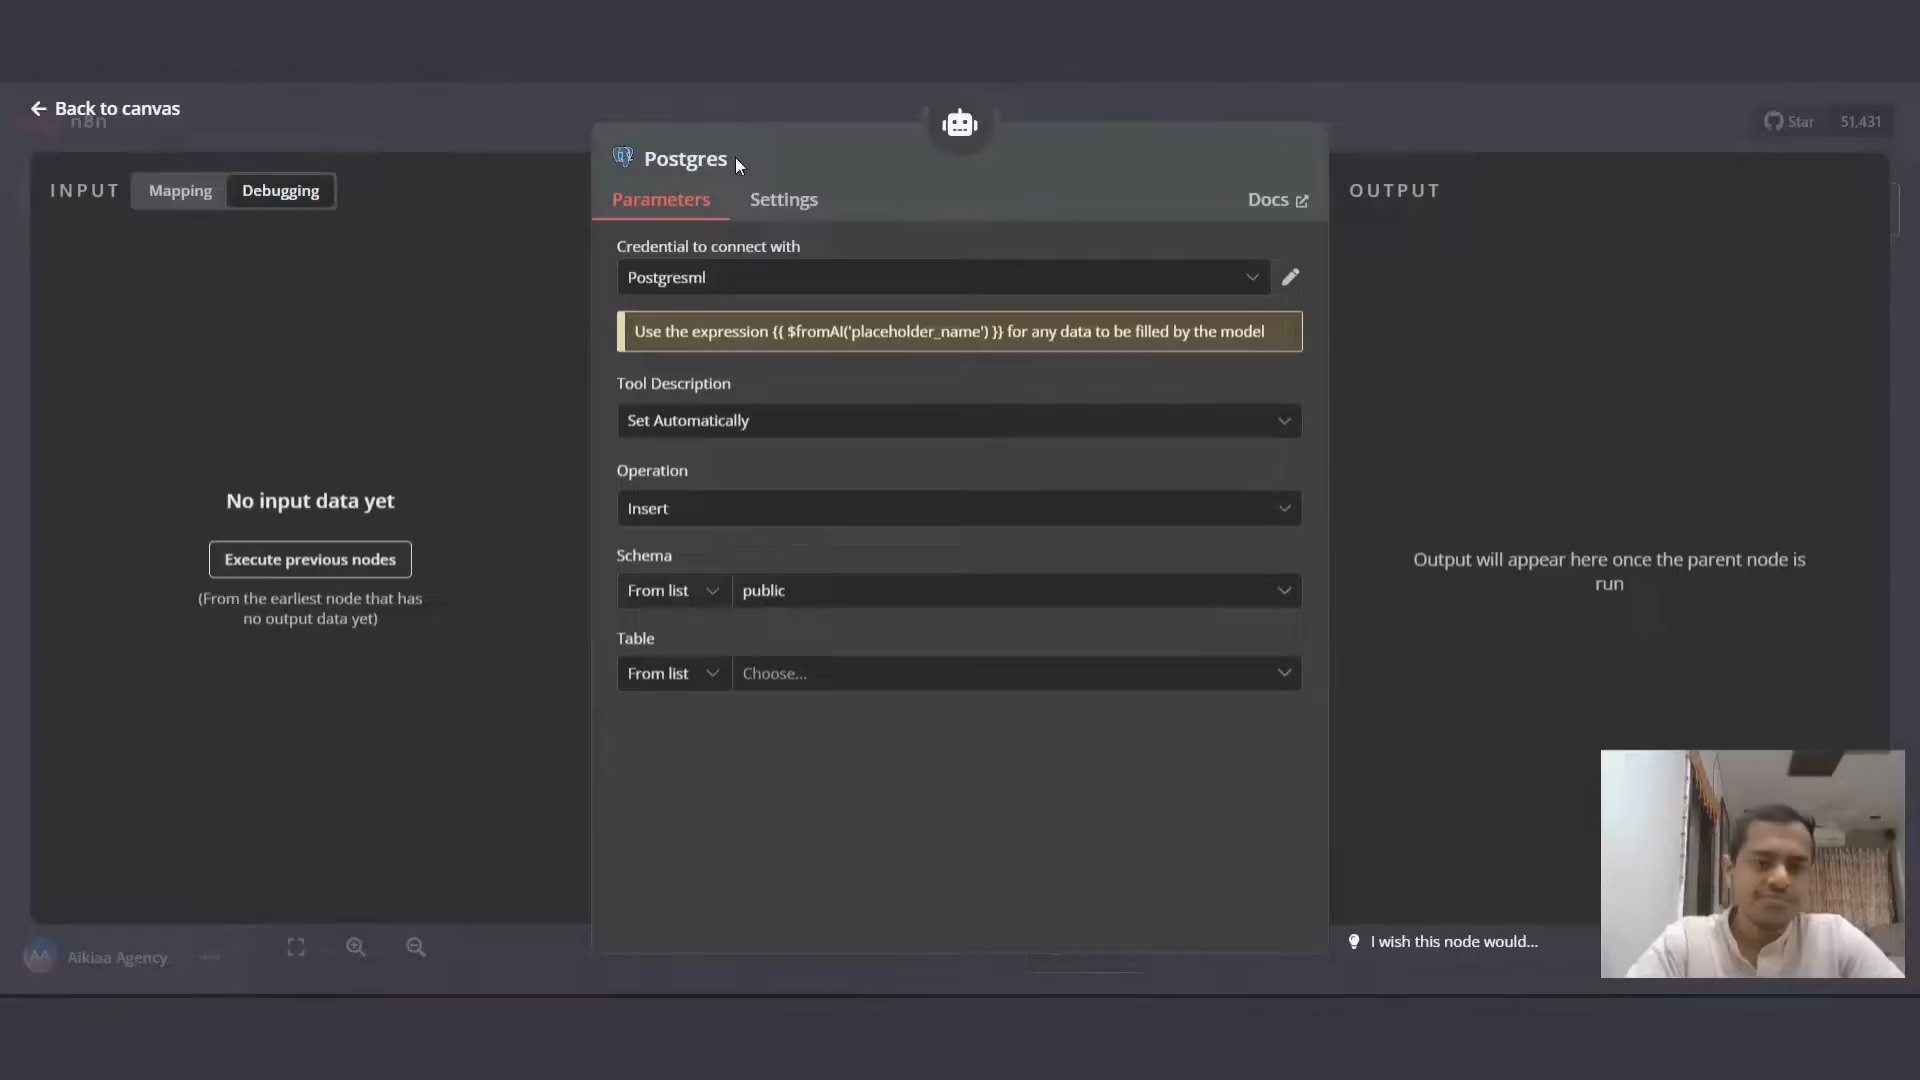 Back to canvas
n8n
Star 51,431
INPUT Mapping Debugging
Postgres
OUTPUT
Parameters Settings Docs
Credential to connect with
Postgresml
Use the expression {{ $fromAI('placeholder_name') }} for any data to be filled by the model
Tool Description
Set Automatically
Operation
Insert
Schema
From list public
Table
From list Choose...
No input data yet
Execute previous nodes
(From the earliest node that has
no output data yet)
Output will appear here once the parent node is
run
AA Aikiaa Agency
I wish this node would...